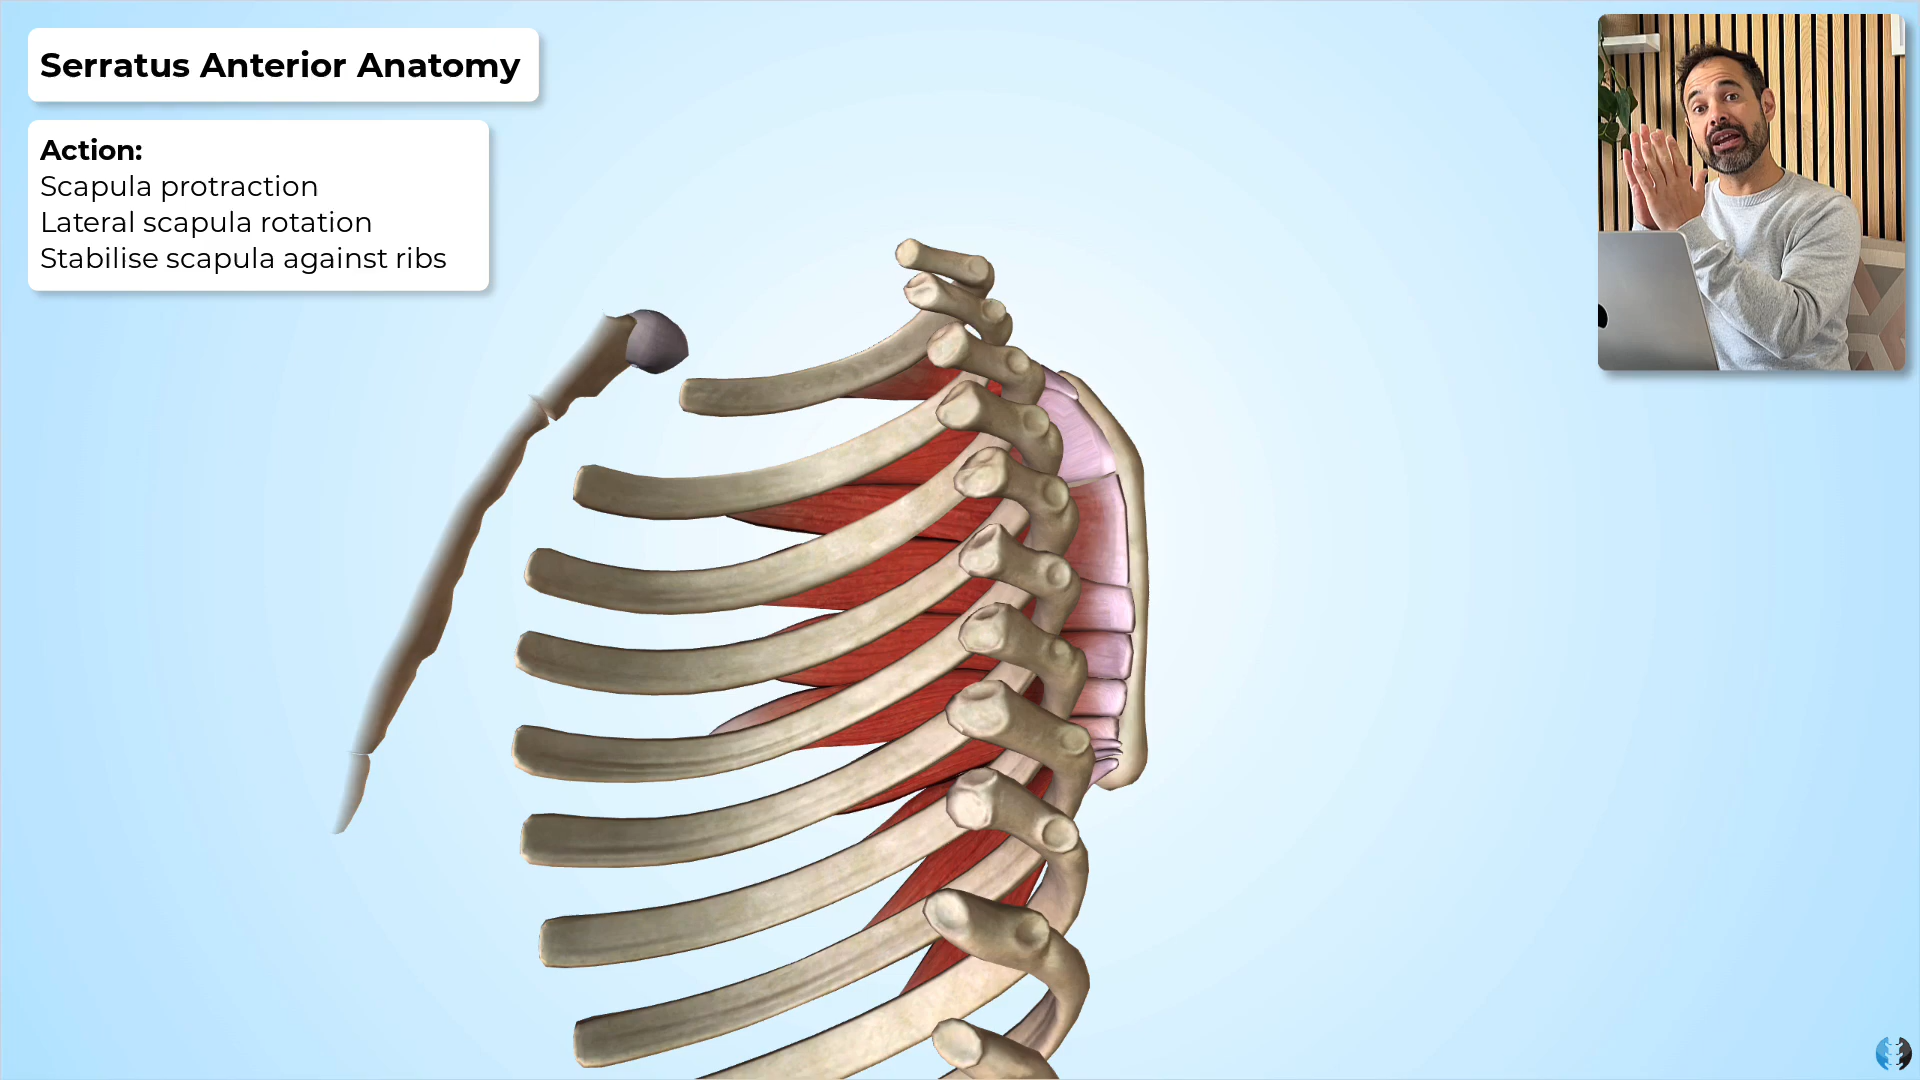 Serratus Anterior Anatomy
Action:
Scapula protraction
Lateral scapula rotation
Stabilise scapula against ribs